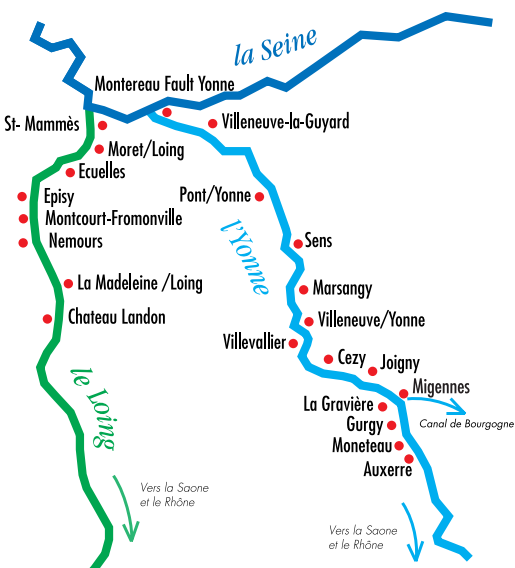 la Seine
Montereau Fault Yonne
St- Mammès
Villeneuve-la-Guyard
Moret/Loing
Ecuelles
Episy
Pont/Yonne
Montcourt-Fromonville
l'Yonne
Nemours
Sens
La Madeleine /Loing
Marsangy
Chateau Landon
Villeneuve/Yonne
Villevallier
Cezy
Joigny
le Loing
Migennes
La Gravière
Canal de Bourgogne
Gurgy
Moneteau
Auxerre
Vers la Saone
et le Rhône
Vers la Saone
et le Rhône